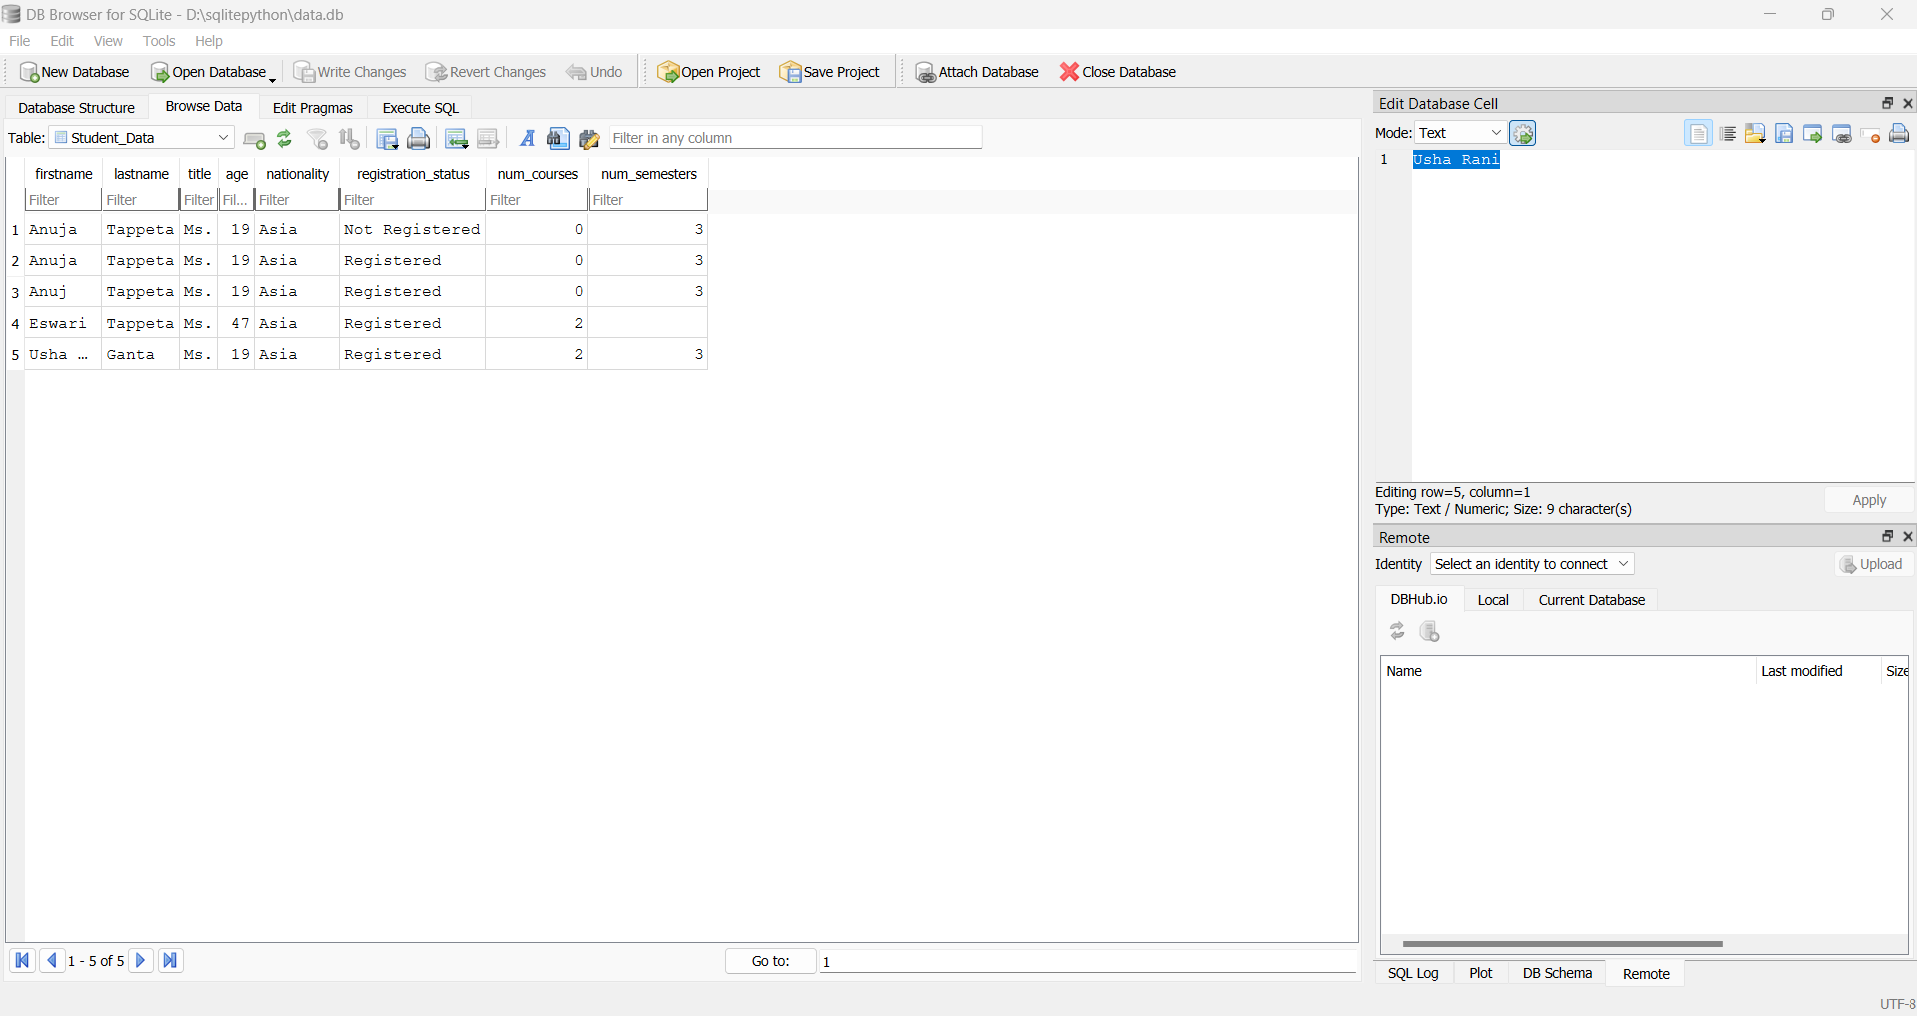 DB Browser for SQLite - D:\sqlitepython\data.db
File Edit View Tools Help
New Database Open Database Write Changes Revert Changes Undo Open Project Save Project Attach Database Close Database
Database Structure Browse Data Edit Pragmas Execute SQL
Table: Student_Data Filter in any column
firstname lastname title age nationality registration_status num_courses num_semesters
Filter Filter Filter Fil... Filter Filter Filter Filter
1 Anuja Tappeta Ms. 19 Asia Not Registered 0 3
2 Anuja Tappeta Ms. 19 Asia Registered 0 3
3 Anuj Tappeta Ms. 19 Asia Registered 0 3
4 Eswari Tappeta Ms. 47 Asia Registered 2
5 Usha ... Ganta Ms. 19 Asia Registered 2 3
1 - 5 of 5 Go to: 1
Edit Database Cell
Mode: Text
1 Usha Rani
Editing row=5, column=1
Type: Text / Numeric; Size: 9 character(s)
Apply
Remote
Identity Select an identity to connect Upload
DBHub.io Local Current Database
Name Last modified Size
SQL Log Plot DB Schema Remote
UTF-8